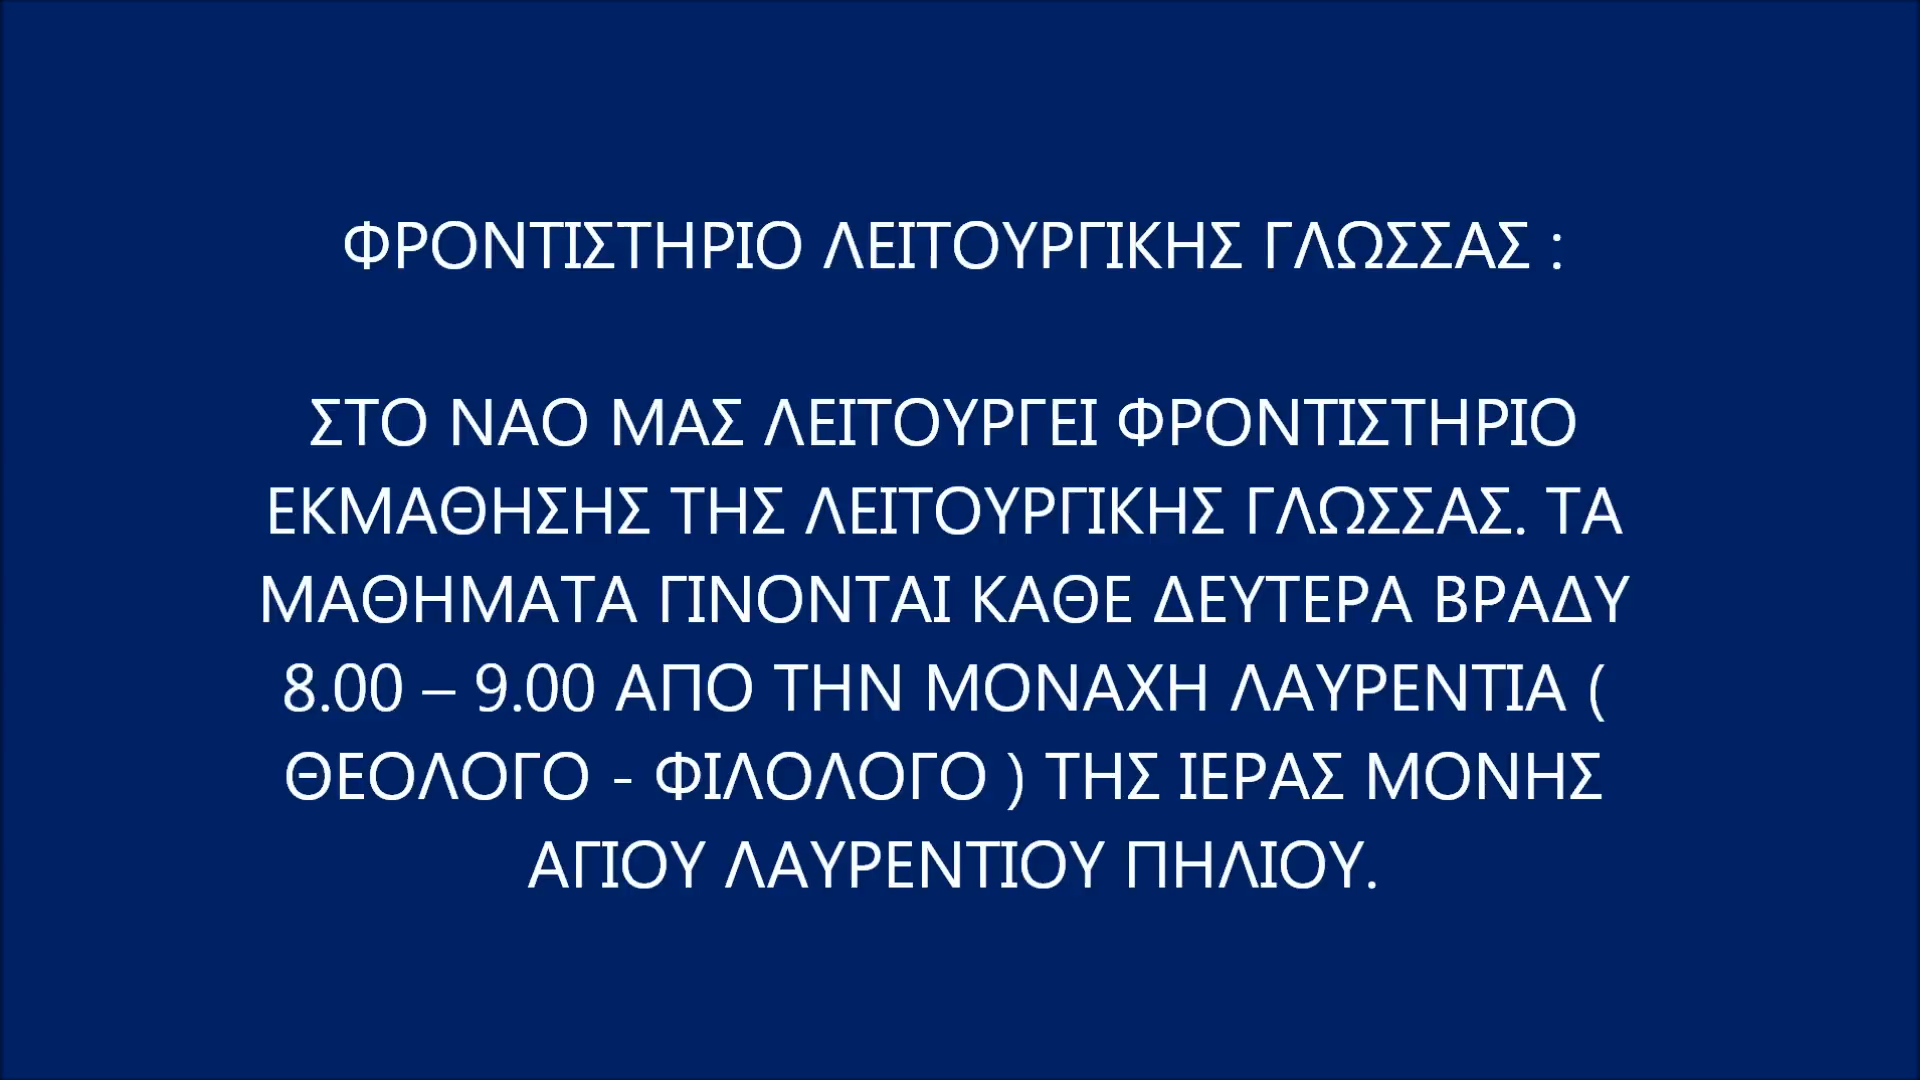 ΦΡΟΝΤΙΣΤΗΡΙΟ ΛΕΙΤΟΥΡΓΙΚΗΣ ΓΛΩΣΣΑΣ :
ΣΤΟ ΝΑΟ ΜΑΣ ΛΕΙΤΟΥΡΓΕΙ ΦΡΟΝΤΙΣΤΗΡΙΟ
ΕΚΜΑΘΗΣΗΣ ΤΗΣ ΛΕΙΤΟΥΡΓΙΚΗΣ ΓΛΩΣΣΑΣ. ΤΑ
ΜΑΘΗΜΑΤΑ ΓΙΝΟΝΤΑΙ ΚΑΘΕ ΔΕΥΤΕΡΑ ΒΡΑΔΥ
8.00 – 9.00 ΑΠΟ ΤΗΝ ΜΟΝΑΧΗ ΛΑΥΡΕΝΤΙΑ (
ΘΕΟΛΟΓΟ - ΦΙΛΟΛΟΓΟ ) ΤΗΣ ΙΕΡΑΣ ΜΟΝΗΣ
ΑΓΙΟΥ ΛΑΥΡΕΝΤΙΟΥ ΠΗΛΙΟΥ.